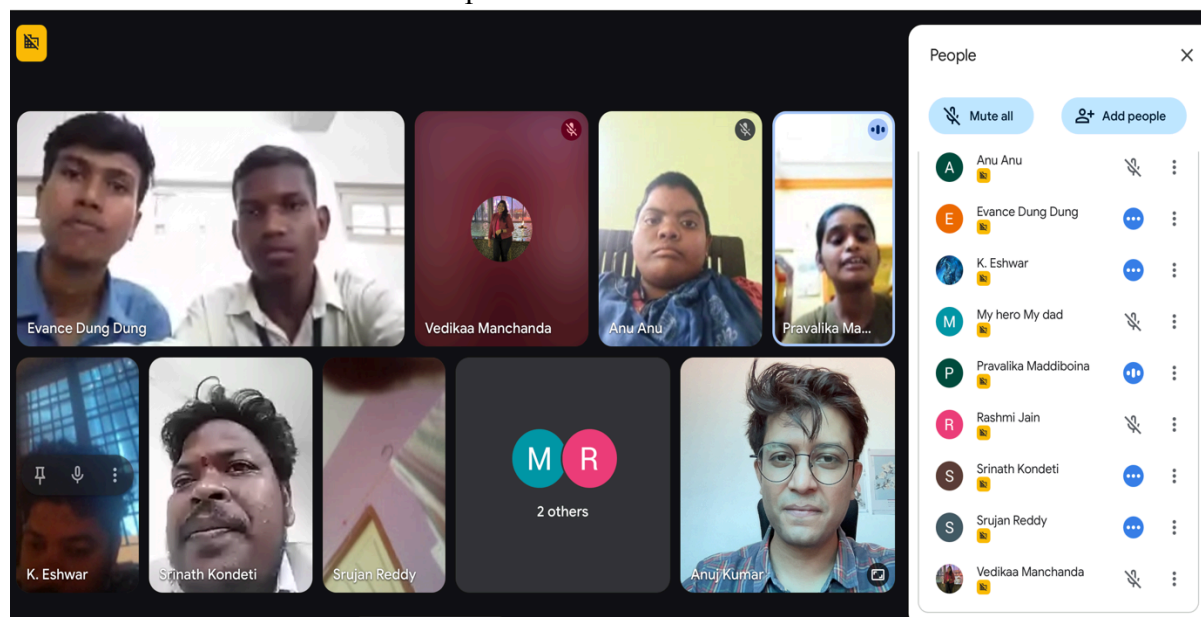 Evance Dung Dung
Vedikaa Manchanda
Anu Anu
Pravalika Ma...
K. Eshwar
Srinath Kondeti
Srujan Reddy
M R
2 others
Anuj Kumar
People
Mute all
Add people
A Anu Anu
E Evance Dung Dung
K. Eshwar
M My hero My dad
P Pravalika Maddiboina
R Rashmi Jain
S Srinath Kondeti
S Srujan Reddy
Vedikaa Manchanda